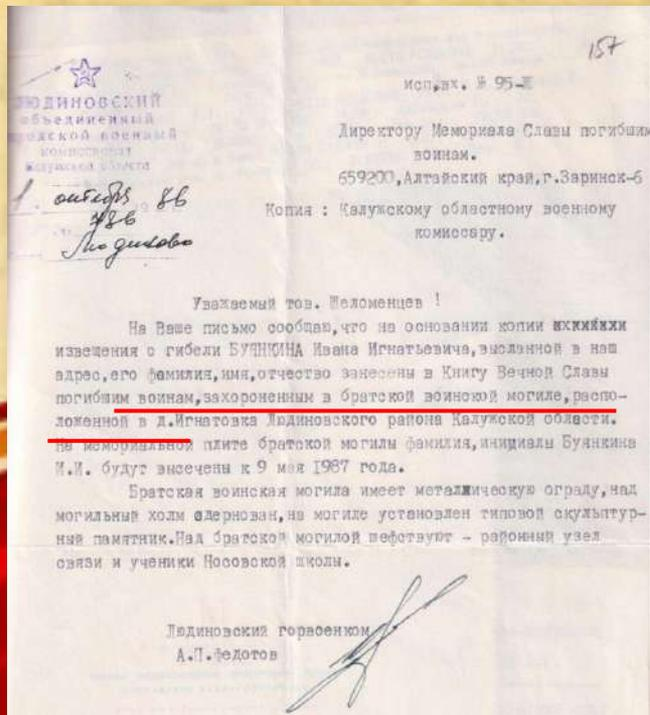 157
исп.вх. № 95-Ж
ЛЮДИНОВСКИЙ
объединенный
городской военный
комиссариат
Калужской области
1 октября 86
Людиново
Директору Мемориала Славы погибшим
воинам.
659200,Алтайский край,г.Заринск-6
Копия : Калужскому областному военному
комиссару.
Уважаемый тов. Шеломенцев !
На Ваше письмо сообщаю,что на основании копии
извещения о гибели БУЯНКИНА Ивана Игнатьевича,высланной в наш
адрес,его фамилия,имя,отчество занесены в Книгу Вечной Славы
погибшим воинам,захороненным в братской воинской могиле,распо-
ложенной в д.Игнатовка Людиновского района Калужской области.
На мемориальной плите братской могилы фамилия,инициалы Буянкина
И.И. будут высечены к 9 мая 1987 года.
Братская воинская могила имеет металлическую ограду,над
могильный холм одернован,на могиле установлен типовой скульптур-
ный памятник.Над братской могилой шефствуют - районный узел
связи и ученики Носовской школы.
Людиновский горвоенком
А.П.Федотов